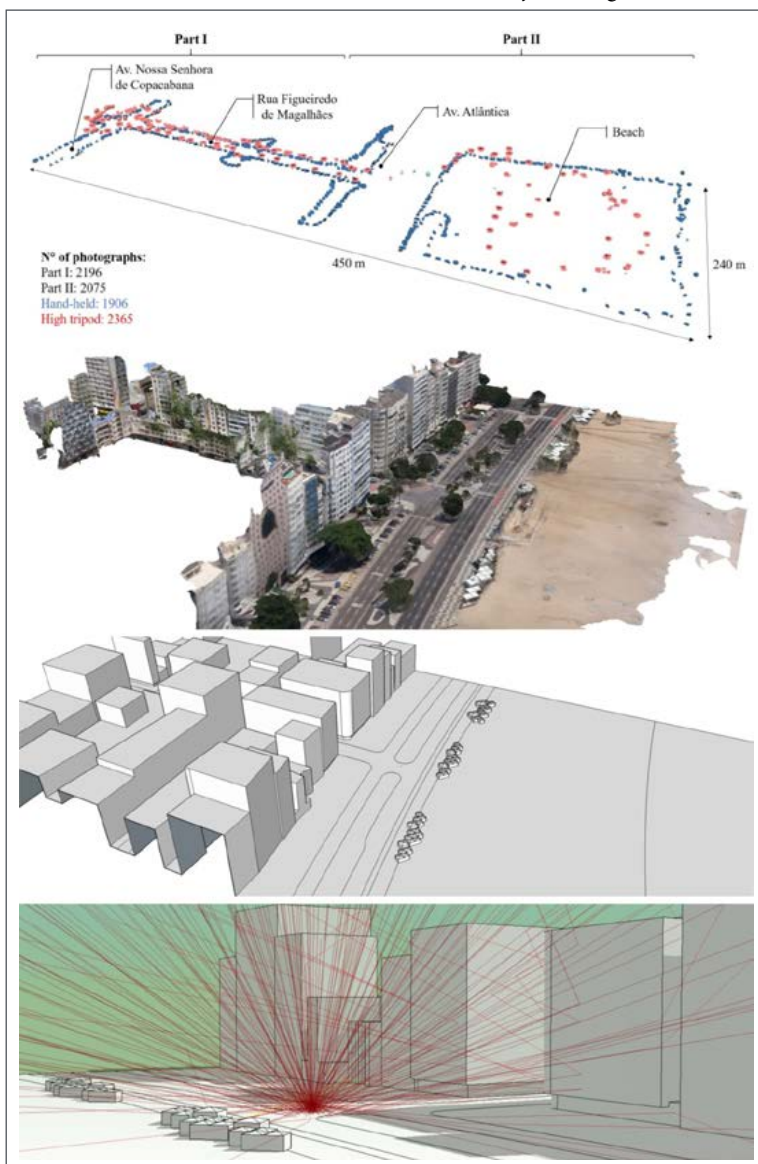 Part I
Part II
Av. Nossa Senhora
de Copacabana
Rua Figueiredo
de Magalhães
Av. Atlântica
Beach
N° of photographs:
Part I: 2196
Part II: 2075
Hand-held: 1906
High tripod: 2365
450 m
240 m